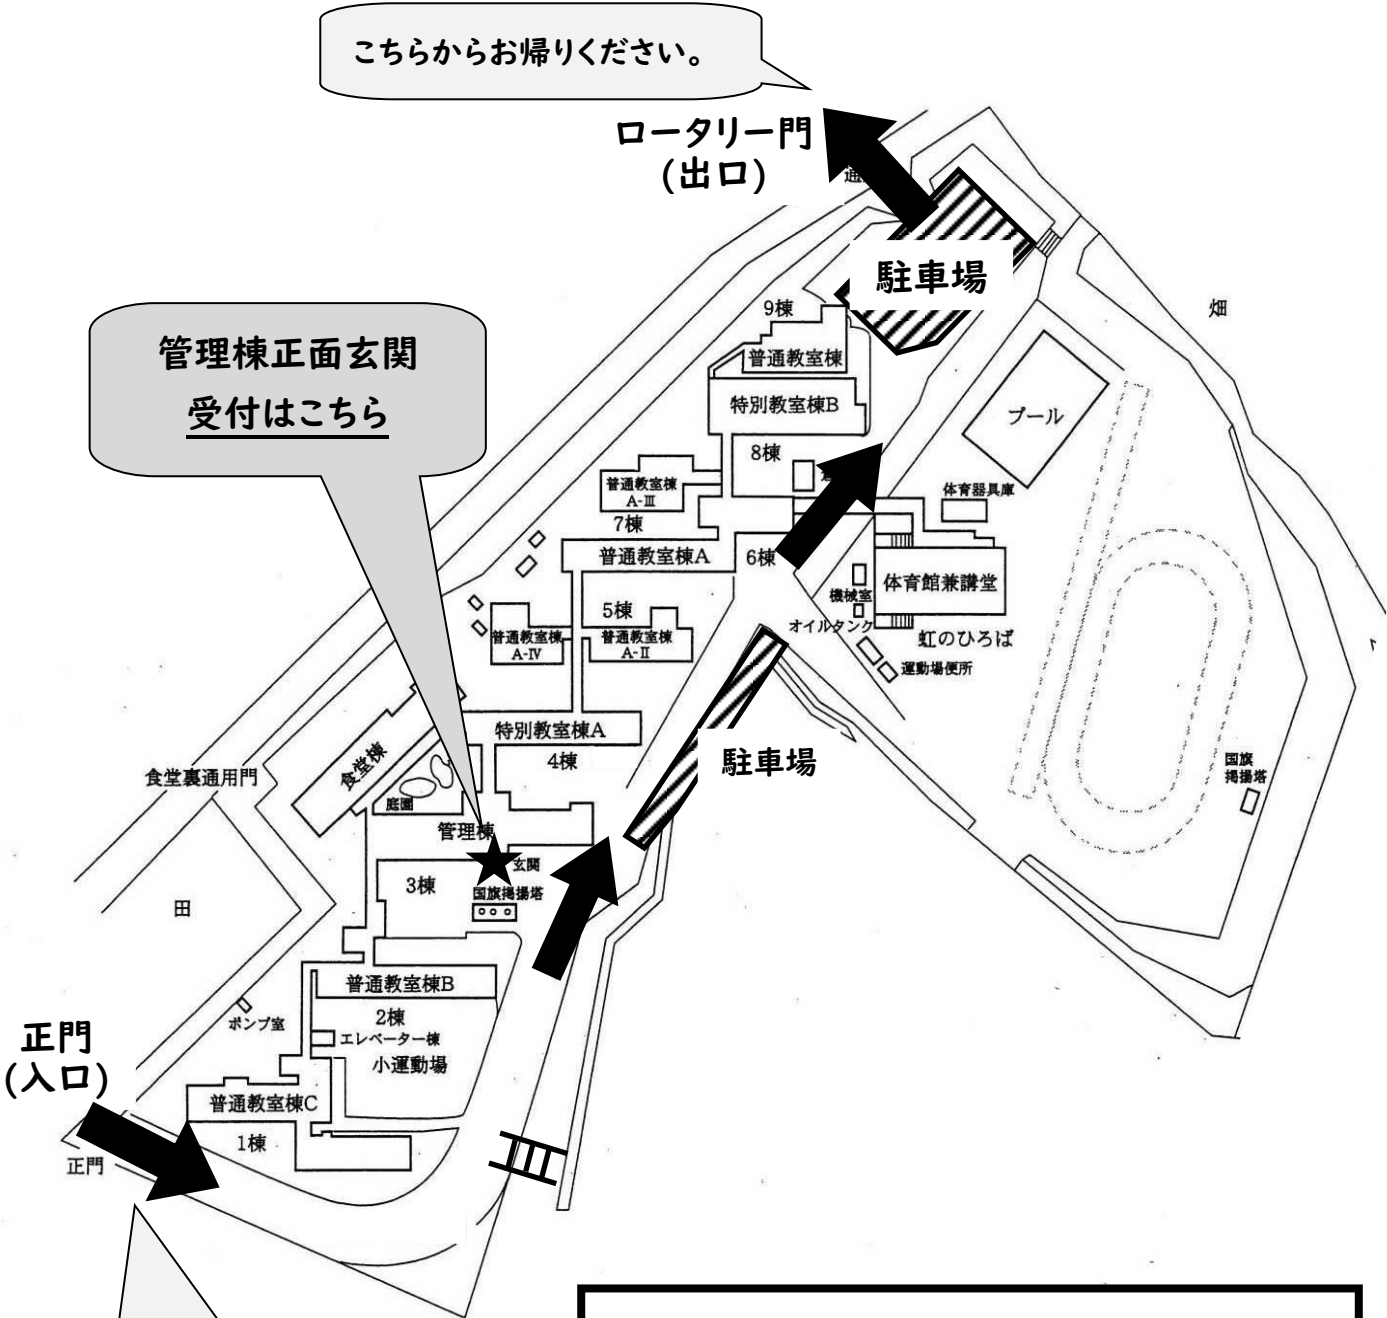 こちらからお帰りください。
ロータリー門
(出口)
通
駐車場
畑
9棟
普通教室棟
管理棟正面玄関
受付はこちら
特別教室棟B
プール
8棟
普通教室棟
A-Ⅲ
体育器具庫
7棟
普通教室棟A
6棟
体育館兼講堂
機械室
5棟
オイルタンク
虹のひろば
普通教室棟
A-Ⅳ
普通教室棟
A-Ⅱ
運動場便所
特別教室棟A
食堂棟
4棟
駐車場
食堂裏通用門
国旗
掲揚塔
庭園
管理棟
玄関
3棟
国旗掲揚塔
田
普通教室棟B
ポンプ室
2棟
エレベーター棟
小運動場
正門
(入口)
普通教室棟C
1棟
正門